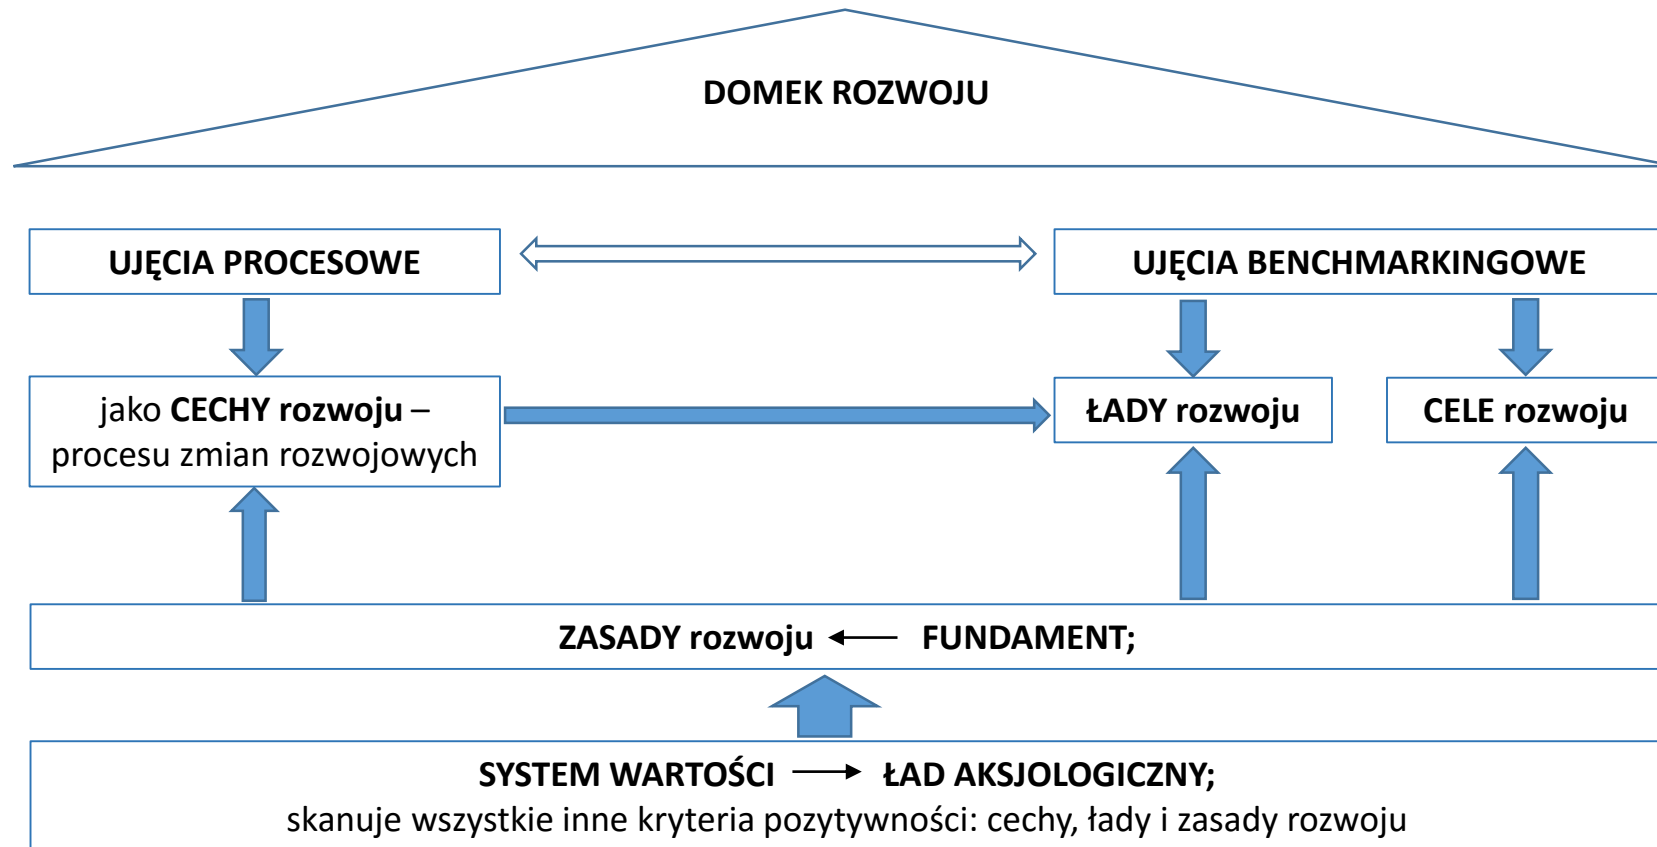 DOMEK ROZWOJU
UJĘCIA PROCESOWE
UJĘCIA BENCHMARKINGOWE
jako CECHY rozwoju –
procesu zmian rozwojowych
ŁADY rozwoju
CELE rozwoju
ZASADY rozwoju ← FUNDAMENT;
SYSTEM WARTOŚCI → ŁAD AKSJOLOGICZNY;
skanuje wszystkie inne kryteria pozytywności: cechy, łady i zasady rozwoju